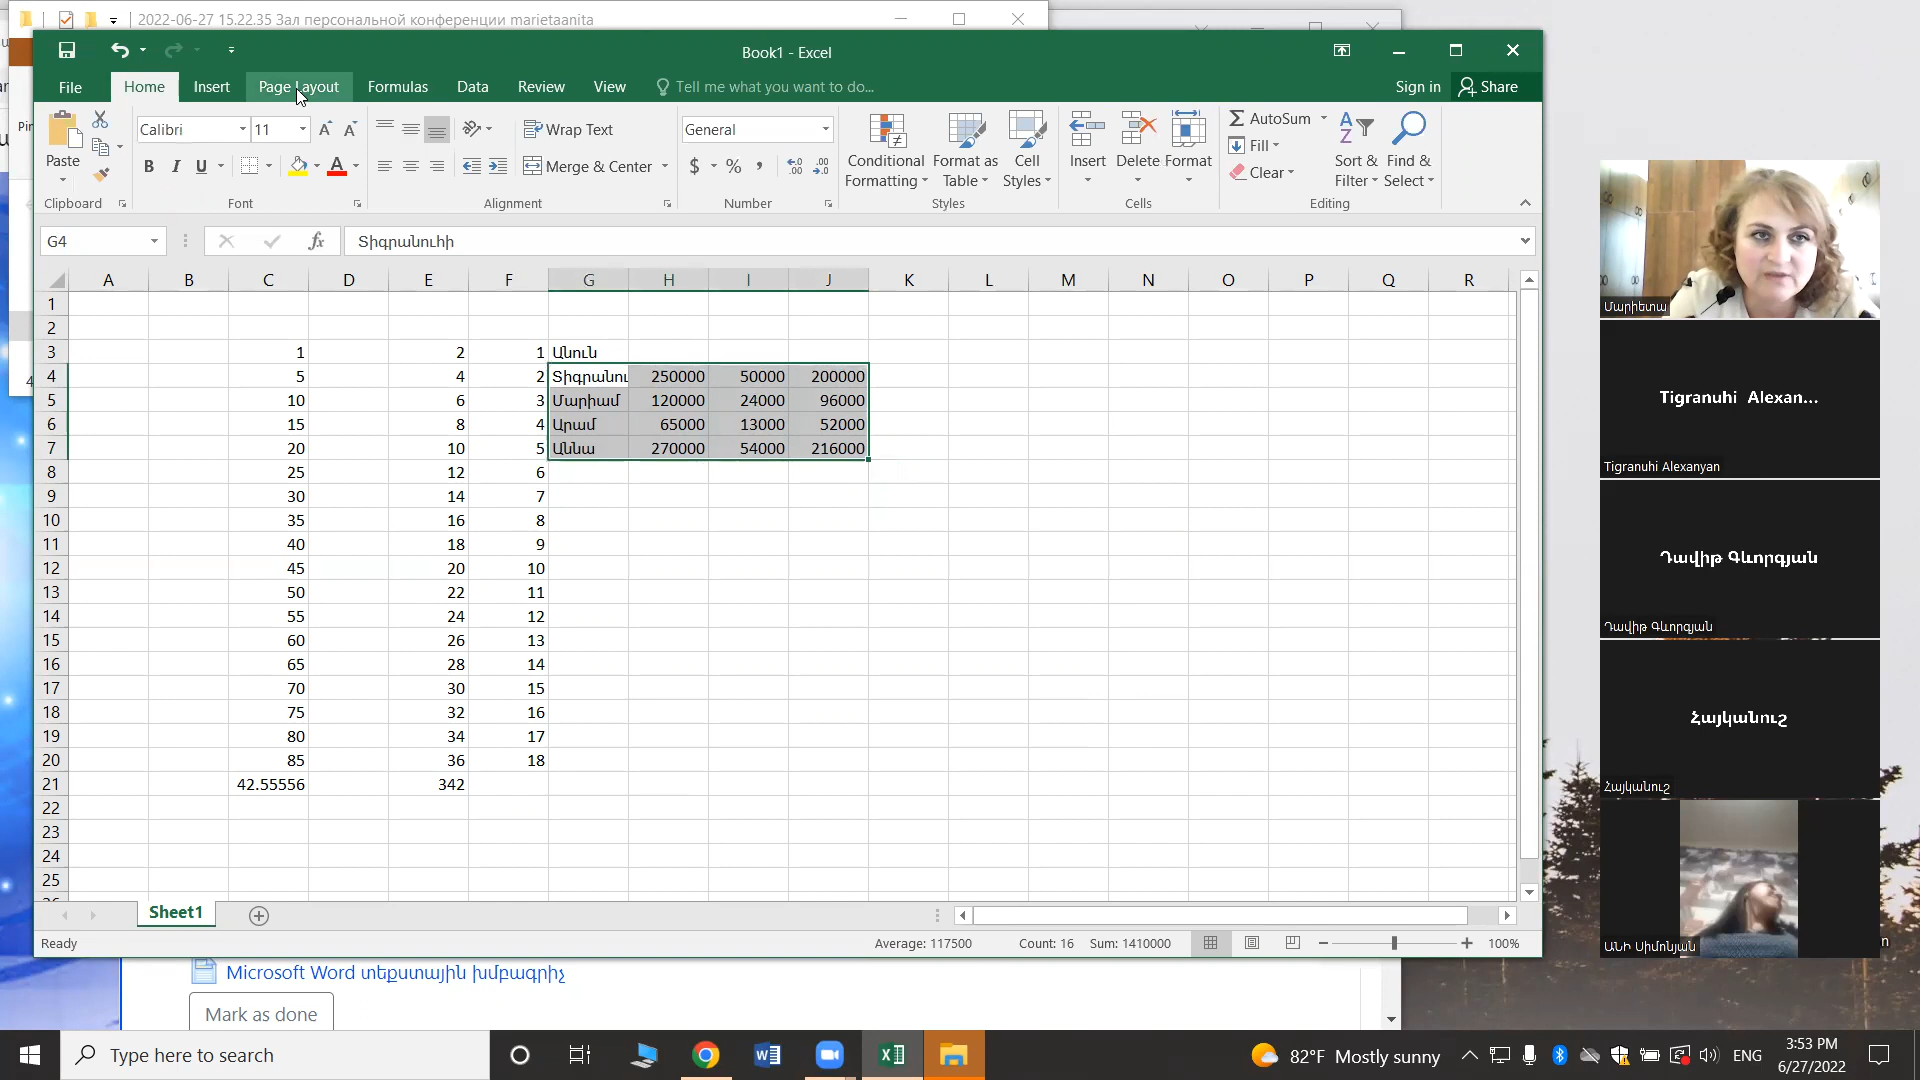 2022-06-27 15.22.35 Зал персональной конференции marietaanita
Book1 - Excel
File Home Insert Page Layout Formulas Data Review View Tell me what you want to do... Sign in Share
Paste
Calibri 11
B I U
Wrap Text
Merge & Center
General
$ %
Conditional Formatting
Format as Table
Cell Styles
Insert Delete Format
AutoSum
Fill
Clear
Sort & Filter
Find & Select
Clipboard Font Alignment Number Styles Cells Editing
G4 fx Տիգրանուհի
A B C D E F G H I J K L M N O P Q R
1
2
3 1 2 1 Անուն
4 5 4 2 Տիգրանու 250000 50000 200000
5 10 6 3 Մարիամ 120000 24000 96000
6 15 8 4 Արամ 65000 13000 52000
7 20 10 5 Աննա 270000 54000 216000
8 25 12 6
9 30 14 7
10 35 16 8
11 40 18 9
12 45 20 10
13 50 22 11
14 55 24 12
15 60 26 13
16 65 28 14
17 70 30 15
18 75 32 16
19 80 34 17
20 85 36 18
21 42.55556 342
22
23
24
25
Sheet1
Ready Average: 117500 Count: 16 Sum: 1410000 100%
Microsoft Word տեքստային խմբագրիչ
Mark as done
Մարիետա
Tigranuhi Alexan...
Tigranuhi Alexanyan
Դավիթ Գևորգյան
Դավիթ Գևորգյան
Հայկանուշ
Հայկանուշ
ԱՆԻ Սիմոնյան
Type here to search
82°F Mostly sunny
ENG
3:53 PM
6/27/2022